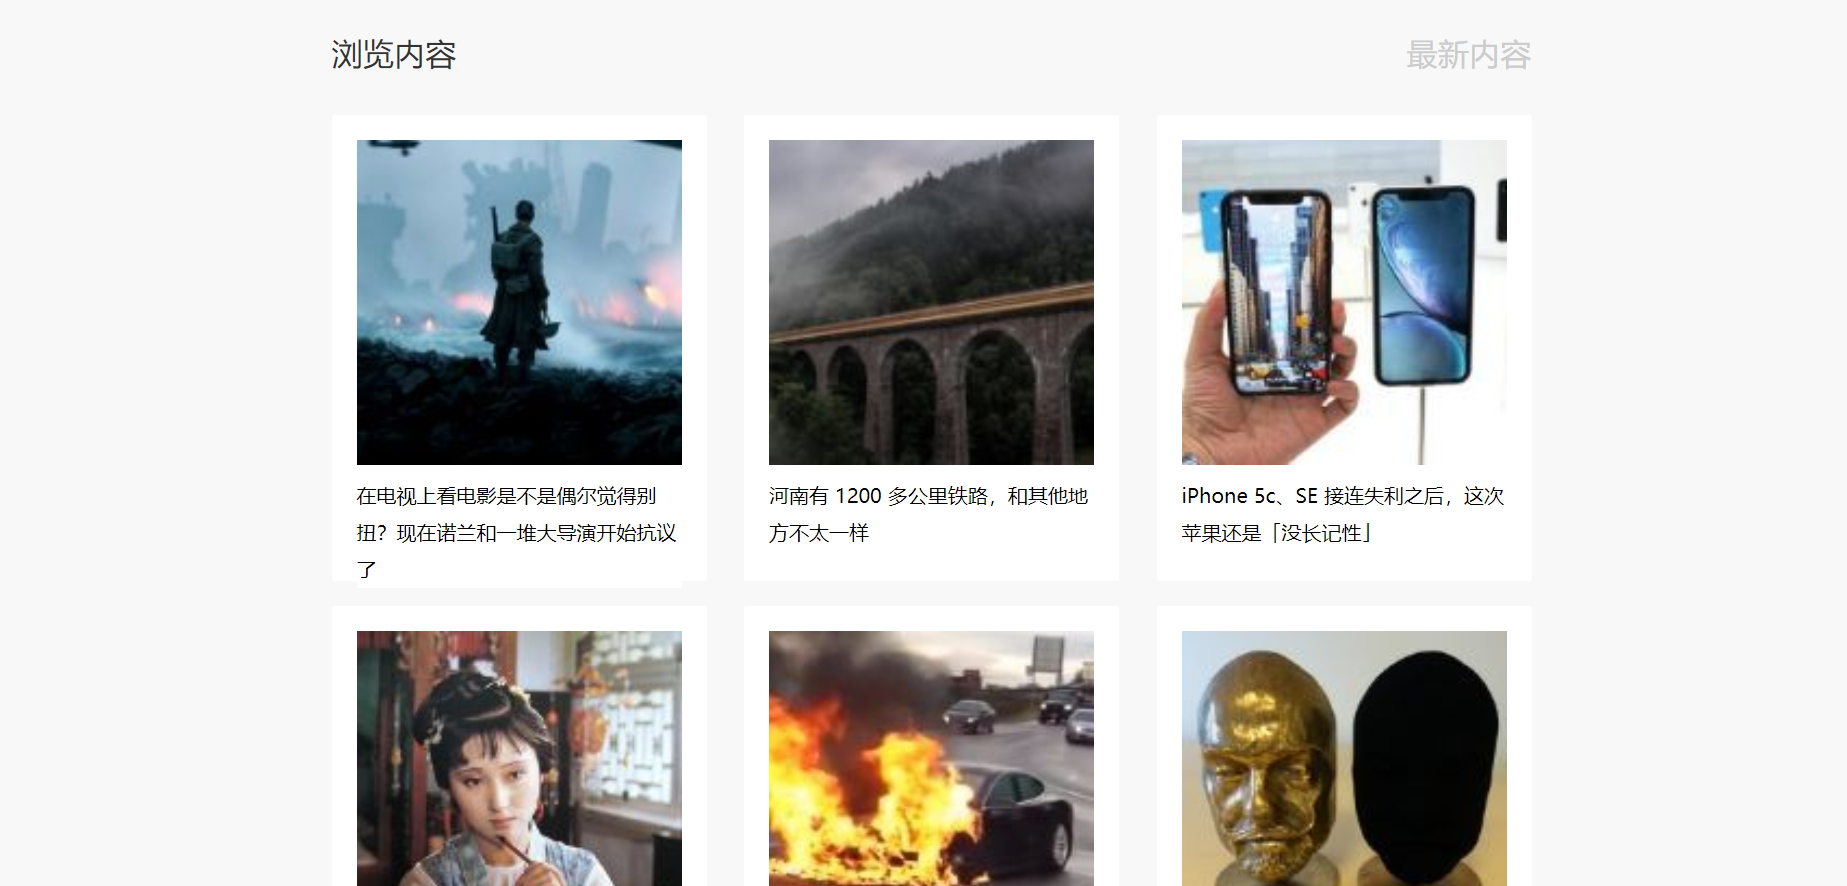 浏览内容
最新内容
在电视上看电影是不是偶尔觉得别
扭？现在诺兰和一堆大导演开始抗议
了
河南有 1200 多公里铁路，和其他地
方不太一样
iPhone 5c、SE 接连失利之后，这次
苹果还是「没长记性」